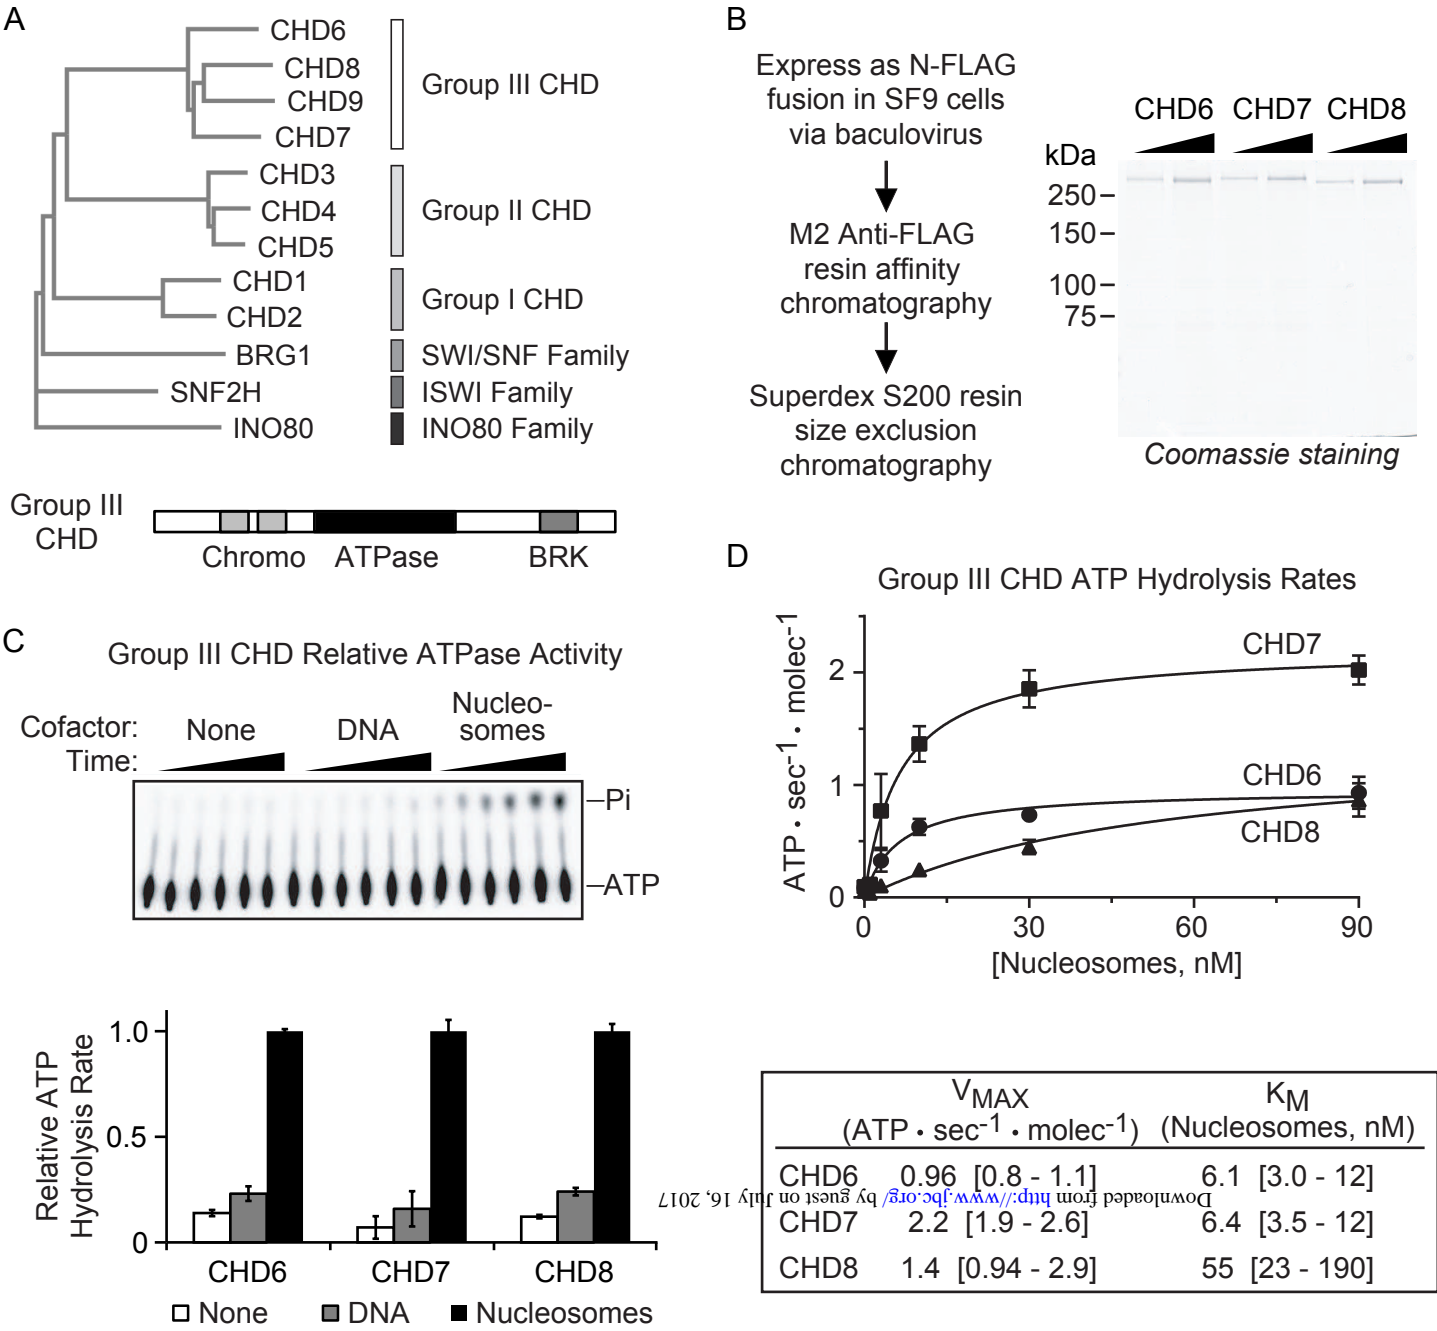 A
CHD6
CHD8
CHD9
CHD7
Group III CHD
CHD3
CHD4
CHD5
Group II CHD
CHD1
CHD2
Group I CHD
BRG1
SWI/SNF Family
SNF2H
ISWI Family
INO80
INO80 Family
Group III
CHD
Chromo
ATPase
BRK
B
Express as N-FLAG
fusion in SF9 cells
via baculovirus
M2 Anti-FLAG
resin affinity
chromatography
Superdex S200 resin
size exclusion
chromatography
CHD6 CHD7 CHD8
kDa
250
150
100
75
Coomassie staining
C
Group III CHD Relative ATPase Activity
Cofactor: None DNA Nucleo-
somes
Time:
Pi
ATP
Relative ATP
Hydrolysis Rate
1.0
0.5
0
CHD6 CHD7 CHD8
None DNA Nucleosomes
D
Group III CHD ATP Hydrolysis Rates
ATP · sec-1 · molec-1
2
1
0
CHD7
CHD6
CHD8
0 30 60 90
[Nucleosomes, nM]
VMAX KM
(ATP · sec-1 · molec-1) (Nucleosomes, nM)
CHD6 0.96 [0.8 - 1.1] 6.1 [3.0 - 12]
Downloaded from http://www.jbc.org/ by guest on July 16, 2017
CHD7 2.2 [1.9 - 2.6] 6.4 [3.5 - 12]
CHD8 1.4 [0.94 - 2.9] 55 [23 - 190]